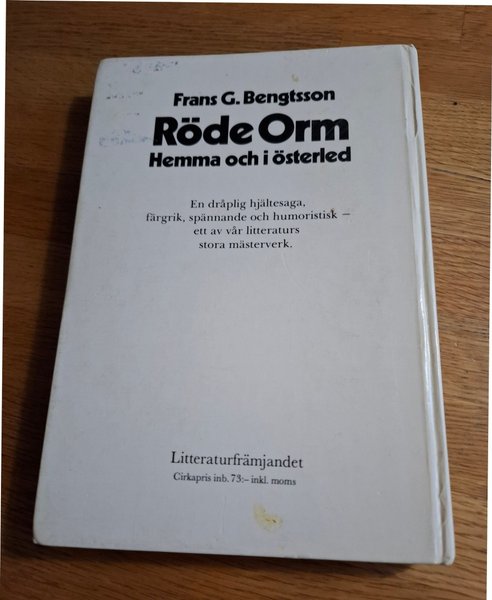 Frans G. Bengtsson
Röde Orm
Hemma och i österled
En dråplig hjältesaga,
färgrik, spännande och humoristisk –
ett av vår litteraturs
stora mästerverk.
Litteraturfrämjandet
Cirkapris inb. 73:– inkl. moms